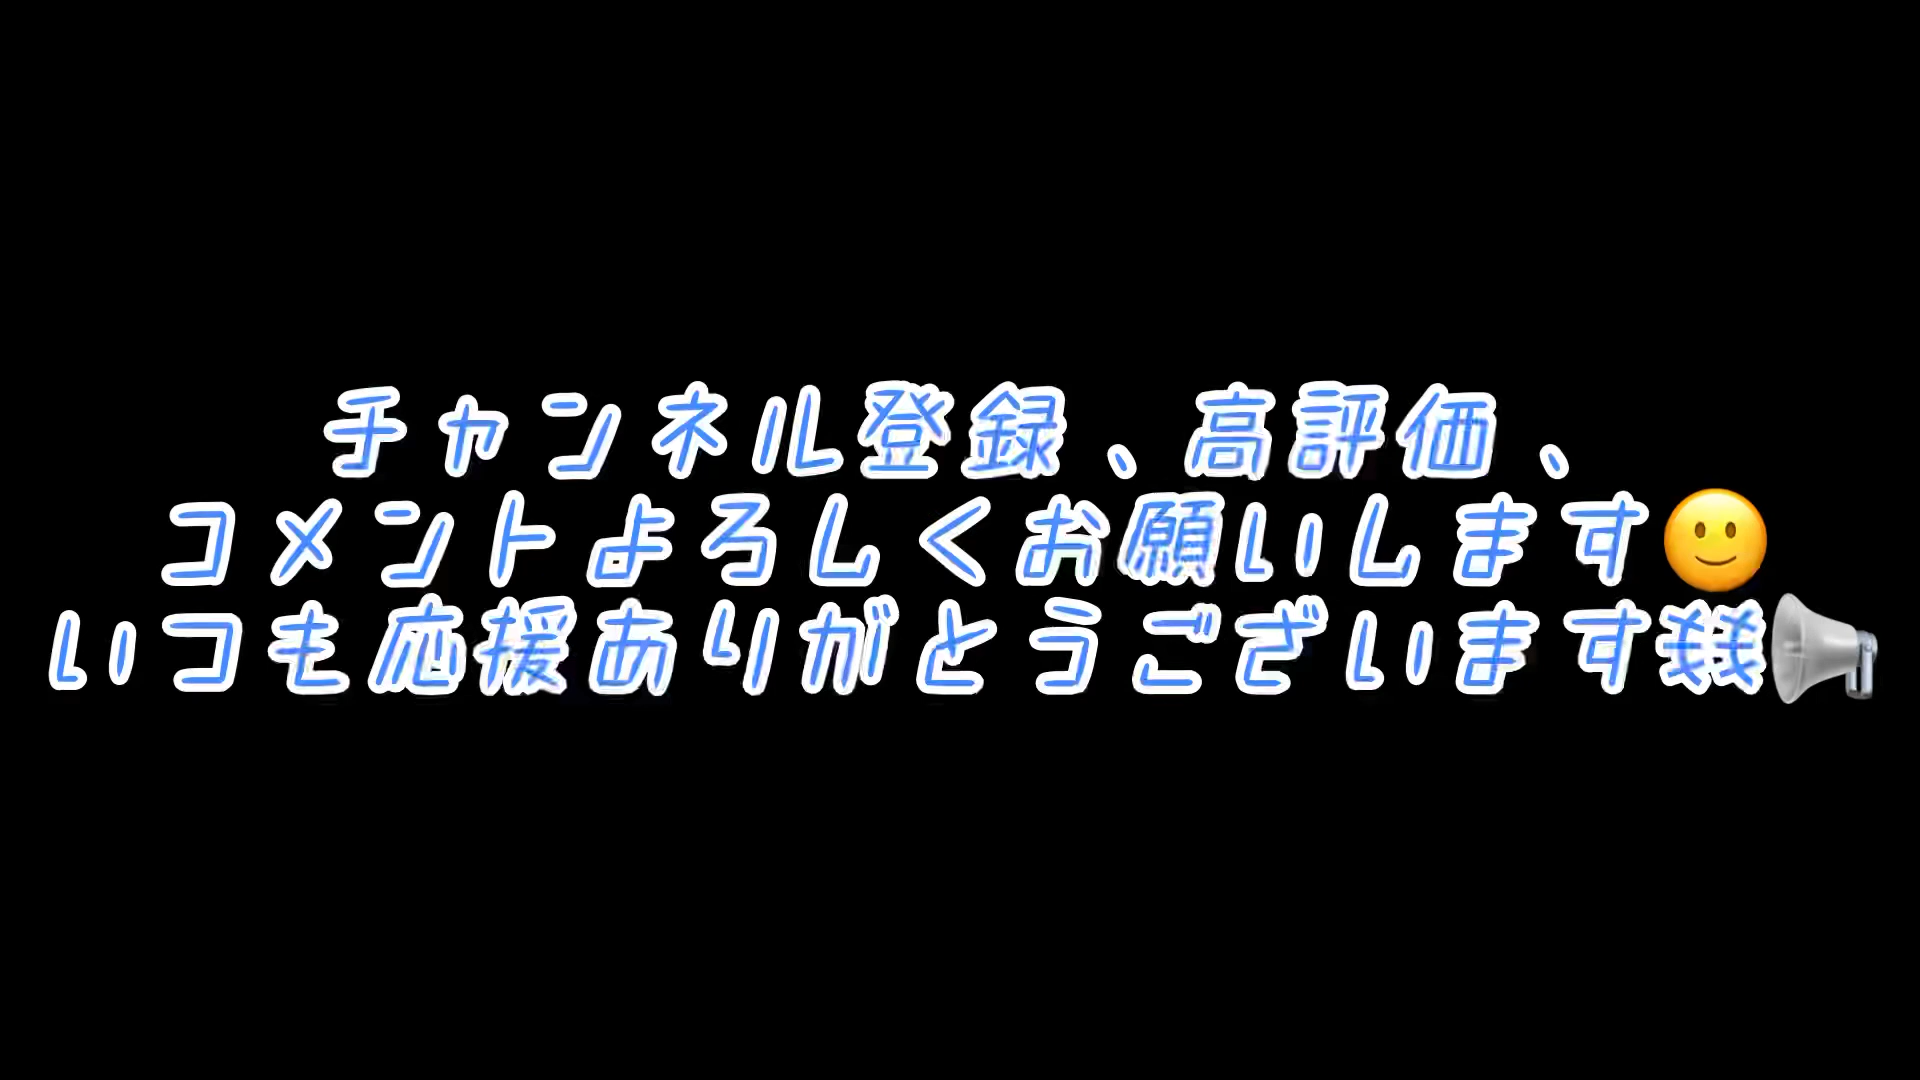 チャンネル登録、高評価、
コメントよろしくお願いします🙂
いつも応援ありがとうございます📢